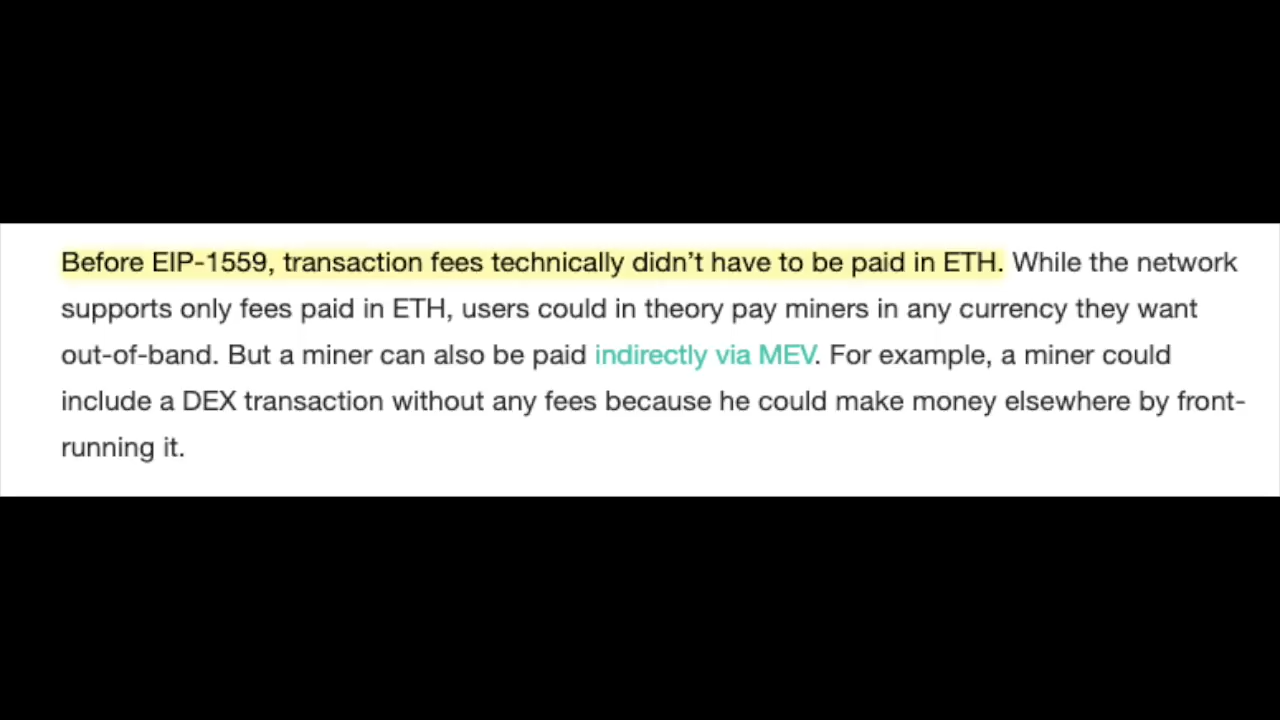 Before EIP-1559, transaction fees technically didn’t have to be paid in ETH. While the network
supports only fees paid in ETH, users could in theory pay miners in any currency they want
out-of-band. But a miner can also be paid indirectly via MEV. For example, a miner could
include a DEX transaction without any fees because he could make money elsewhere by front-
running it.